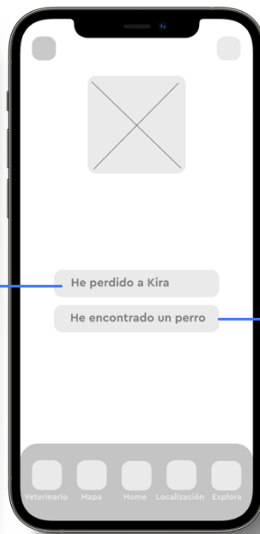 He perdido a Kira
He encontrado un perro
Veterinario Mapa Home Localización Explora